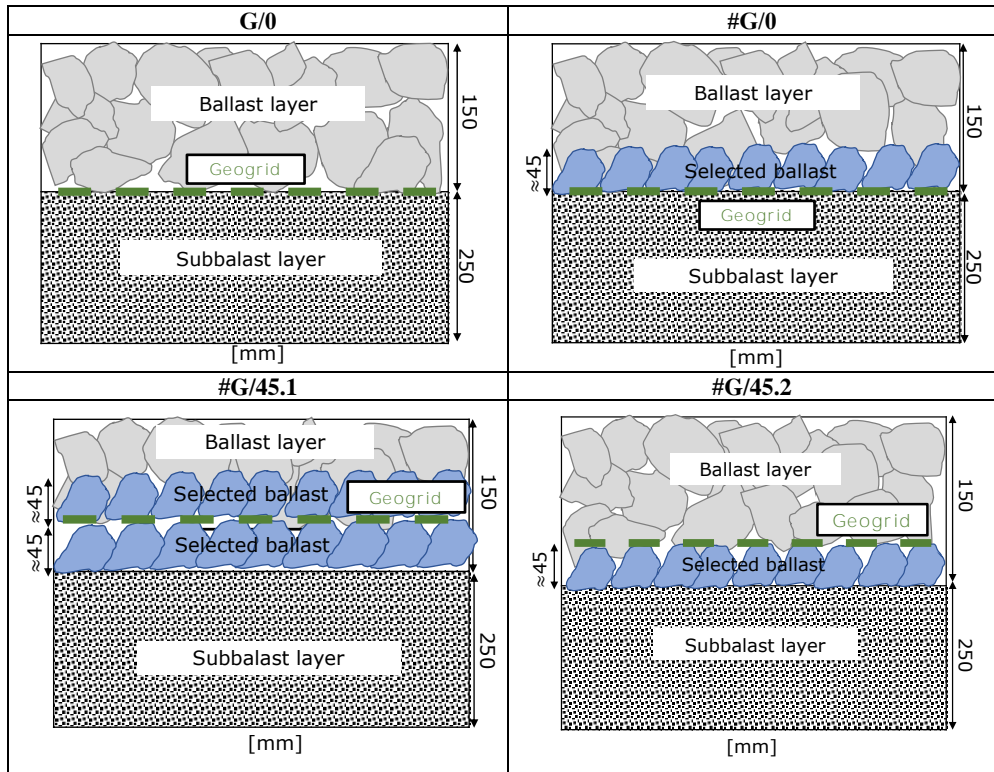 G/0
Ballast layer
Geogrid
Subbalast layer
150
250
[mm]
#G/0
Ballast layer
≈45
Selected ballast
Geogrid
Subbalast layer
150
250
[mm]
#G/45.1
Ballast layer
≈45
Selected ballast
Geogrid
≈45
Selected ballast
Subbalast layer
150
250
[mm]
#G/45.2
Ballast layer
Geogrid
≈45
Selected ballast
Subbalast layer
150
250
[mm]